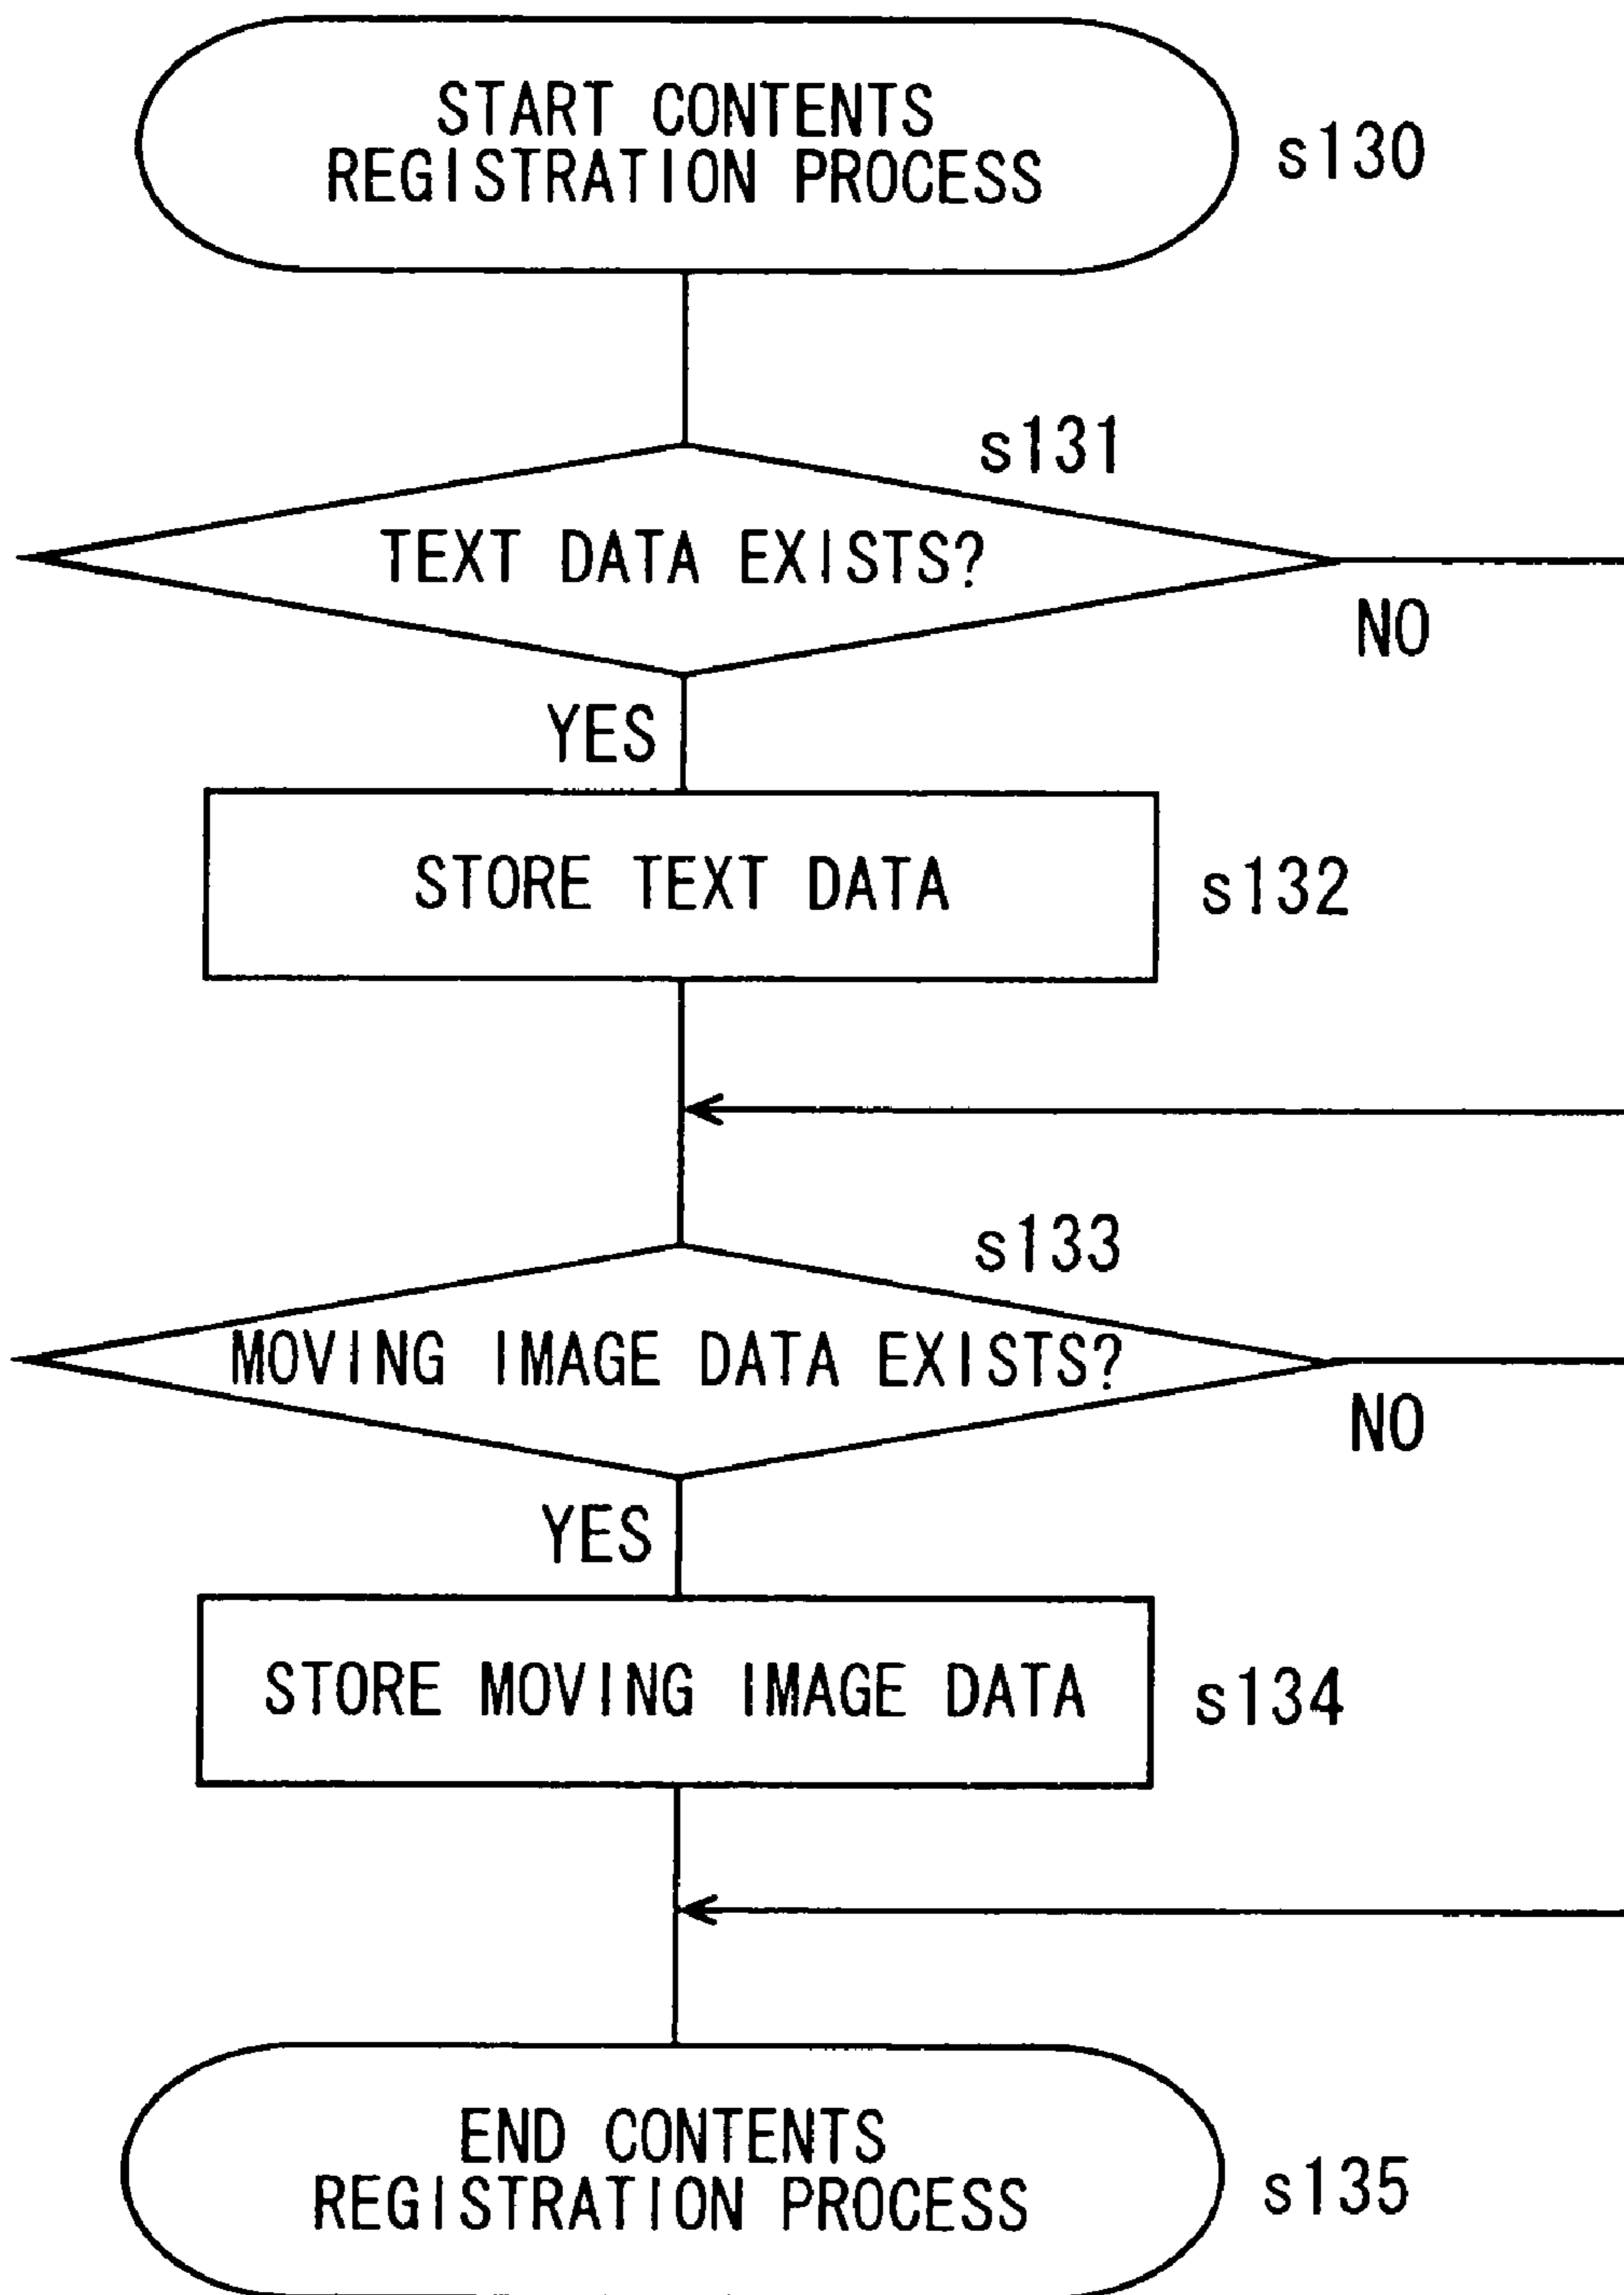 START CONTENTS
REGISTRATION PROCESS
s130
s131
TEXT DATA EXISTS?
NO
YES
STORE TEXT DATA
s132
s133
MOVING IMAGE DATA EXISTS?
NO
YES
STORE MOVING IMAGE DATA
s134
END CONTENTS
REGISTRATION PROCESS
s135